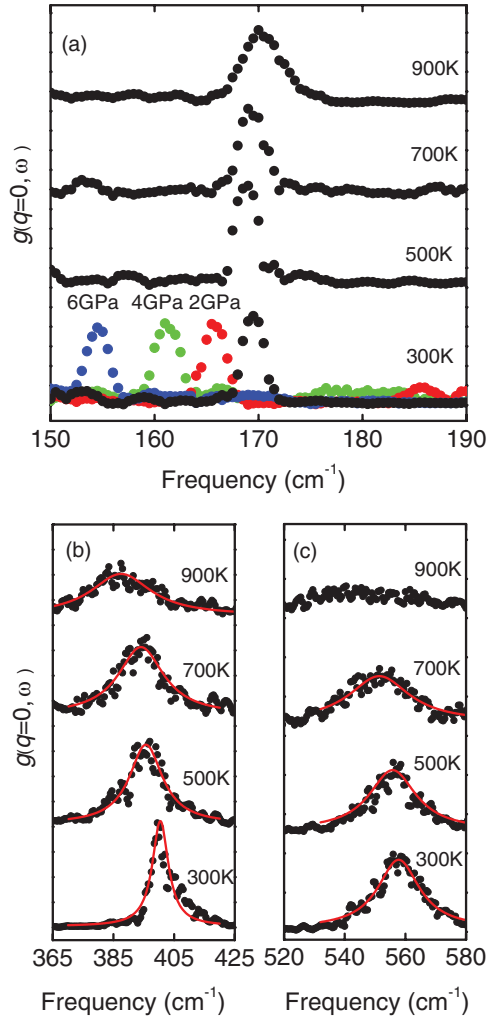 (a)
900K
700K
500K
6GPa 4GPa 2GPa
300K
g(q=0, ω)
150 160 170 180 190
Frequency (cm⁻¹)
(b)
900K
700K
500K
300K
g(q=0, ω)
365 385 405 425
Frequency (cm⁻¹)
(c)
900K
700K
500K
300K
520 540 560 580
Frequency (cm⁻¹)